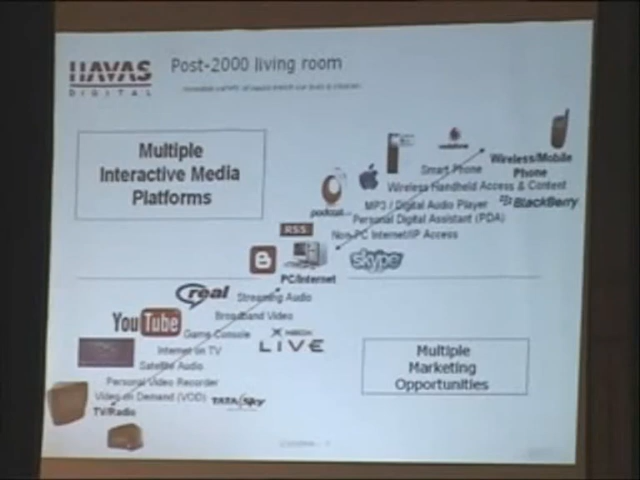 HAVAS
DIGITAL
Post-2000 living room
Multiple
Interactive Media
Platforms
vodafone
Wireless/Mobile
Phone
Smart Phone
Wireless Handheld Access & Content
BlackBerry
MP3 / Digital Audio Player
podcast
Personal Digital Assistant (PDA)
RSS
Non-PC Internet/IP Access
skype
PC/Internet
real
Streaming Audio
Broadband Video
YouTube
Game Console
XBOX
LIVE
Internet on TV
Satellite Audio
Personal Video Recorder
Video on Demand (VOD)
TATA Sky
TV/Radio
Multiple
Marketing
Opportunities